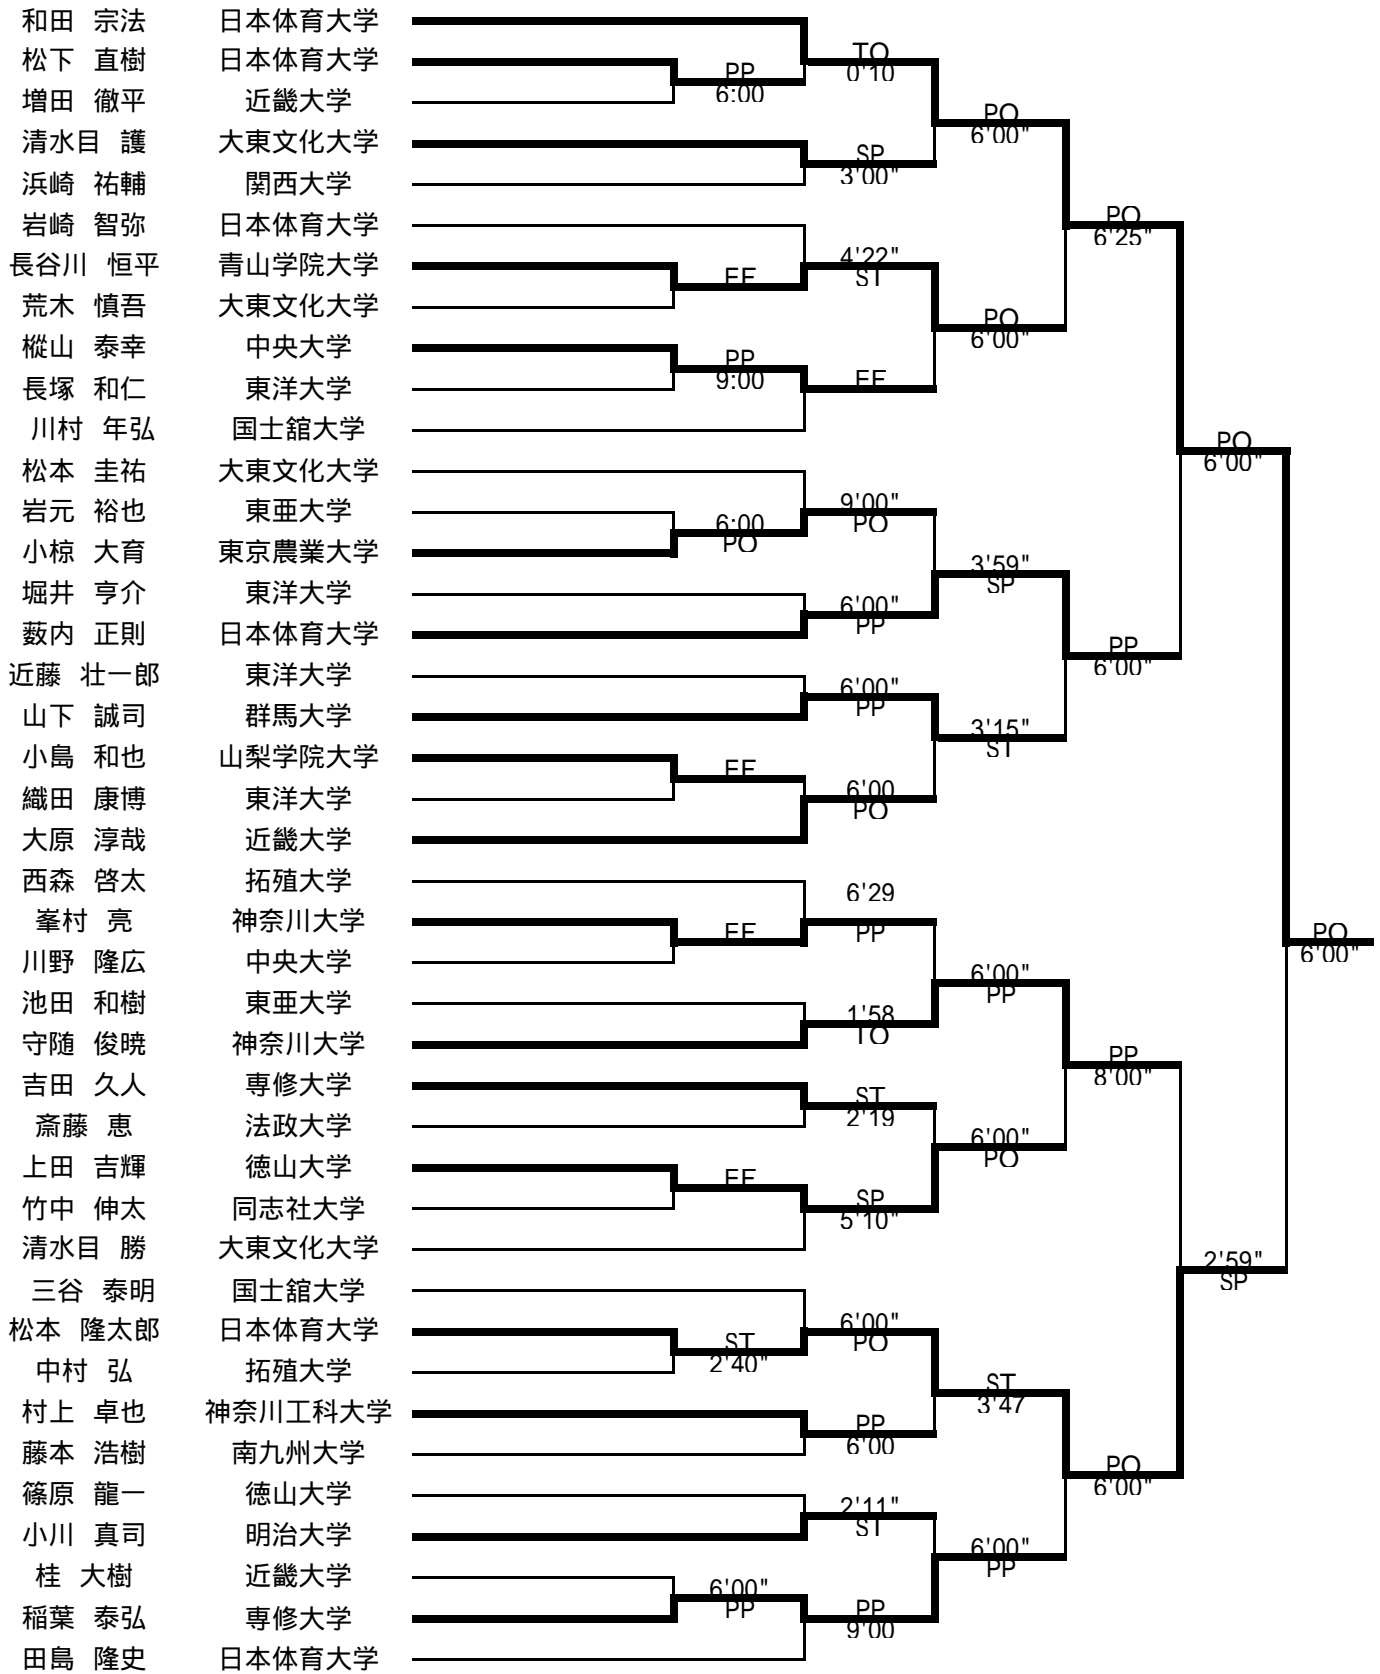 和田 宗法 日本体育大学
TO
松下 直樹 日本体育大学
PP 0'10
6:00
増田 徹平 近畿大学
PO
6'00"
清水目 護 大東文化大学
SP
3'00"
浜崎 祐輔 関西大学
PO
岩崎 智弥 日本体育大学
6'25"
4'22"
長谷川 恒平 青山学院大学
EF ST
荒木 慎吾 大東文化大学
PO
6'00"
樅山 泰幸 中央大学
PP
9:00 EF
長塚 和仁 東洋大学
川村 年弘 国士舘大学
PO
6'00"
松本 圭祐 大東文化大学
9'00"
岩元 裕也 東亜大学
6:00 PO
PO
小椋 大育 東京農業大学
3'59"
SP
堀井 亨介 東洋大学
6'00"
PP
薮内 正則 日本体育大学
PP
6'00"
近藤 壮一郎 東洋大学
6'00"
PP
山下 誠司 群馬大学
3'15"
ST
小島 和也 山梨学院大学
EF
6'00
織田 康博 東洋大学
PO
大原 淳哉 近畿大学
西森 啓太 拓殖大学
6'29
峯村 亮 神奈川大学
EF PP
PO
6'00"
川野 隆広 中央大学
6'00"
PP
池田 和樹 東亜大学
1'58
TO
守随 俊暁 神奈川大学
PP
8'00"
吉田 久人 専修大学
ST
2'19
斎藤 恵 法政大学
6'00"
PO
上田 吉輝 徳山大学
EF
SP
竹中 伸太 同志社大学
5'10"
清水目 勝 大東文化大学
2'59"
SP
三谷 泰明 国士舘大学
6'00"
松本 隆太郎 日本体育大学
ST PO
2'40"
中村 弘 拓殖大学
ST
3'47
村上 卓也 神奈川工科大学
PP
6'00
藤本 浩樹 南九州大学
PO
6'00"
篠原 龍一 徳山大学
2'11"
ST
小川 真司 明治大学
6'00"
PP
桂 大樹 近畿大学
6'00"
PP PP
稲葉 泰弘 専修大学
9'00
田島 隆史 日本体育大学